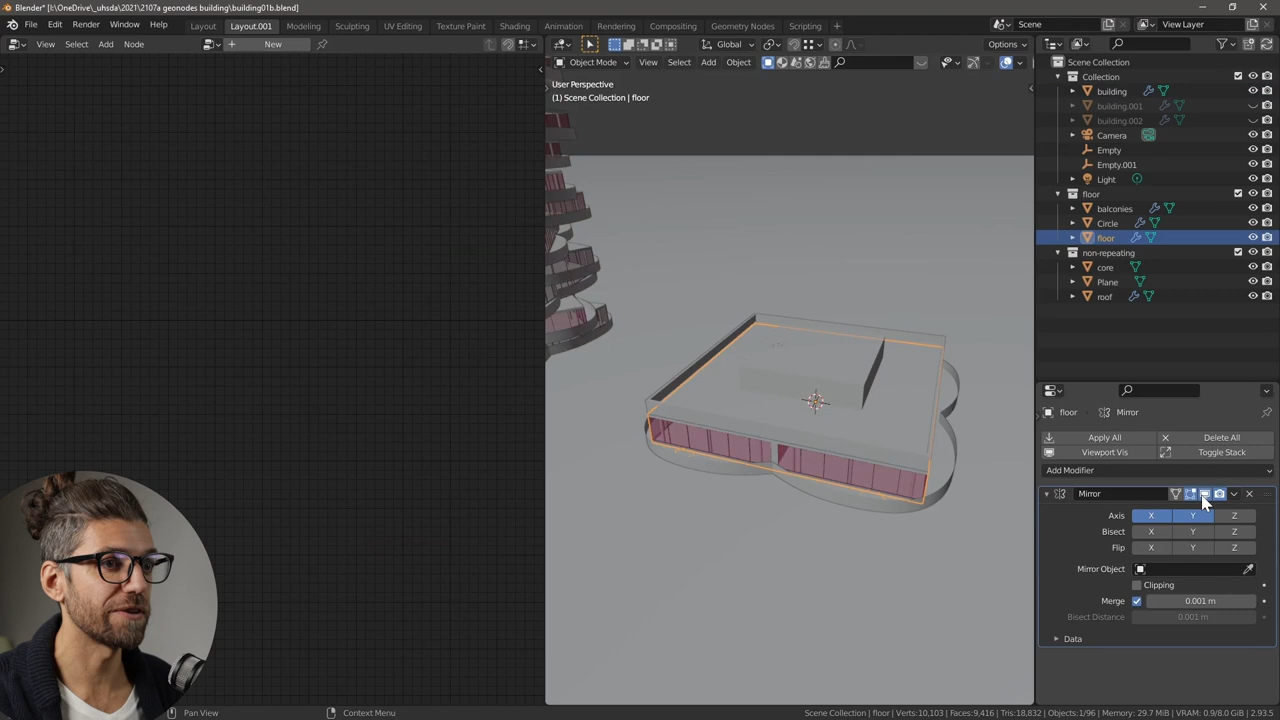 Blender* [I:\OneDrive\_uhsda\2021\2107a geonodes building\building01b.blend]
File Edit Render Window Help Layout Layout.001 Modeling Sculpting UV Editing Texture Paint Shading Animation Rendering Compositing Geometry Nodes Scripting + Scene View Layer
View Select Add Node + New Global Options
Object Mode View Select Add Object
User Perspective
(1) Scene Collection | floor
Scene Collection
Collection
building
building.001
building.002
Camera
Empty
Empty.001
Light
floor
balconies
Circle
floor
non-repeating
core
Plane
roof
floor Mirror
Apply All Delete All
Viewport Vis Toggle Stack
Add Modifier
Mirror
Axis X Y Z
Bisect X Y Z
Flip X Y Z
Mirror Object
Clipping
Merge 0.001 m
Bisect Distance 0.001 m
Data
Pan View Context Menu Scene Collection | floor | Verts:10,103 | Faces:9,416 | Tris:18,832 | Objects:1/96 | Memory: 29.7 MiB | VRAM: 0.9/8.0 GiB | 2.93.5